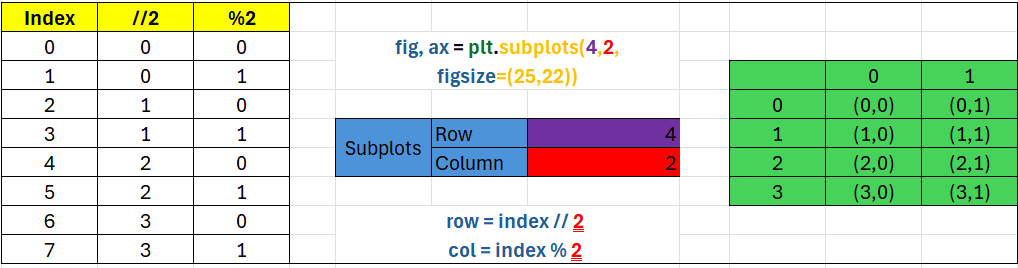 Index //2 %2
0 0 0
1 0 1
2 1 0
3 1 1
4 2 0
5 2 1
6 3 0
7 3 1
fig, ax = plt.subplots(4,2,
figsize=(25,22))
Subplots
Row 4
Column 2
row = index // 2
col = index % 2
0 1
0 (0,0) (0,1)
1 (1,0) (1,1)
2 (2,0) (2,1)
3 (3,0) (3,1)